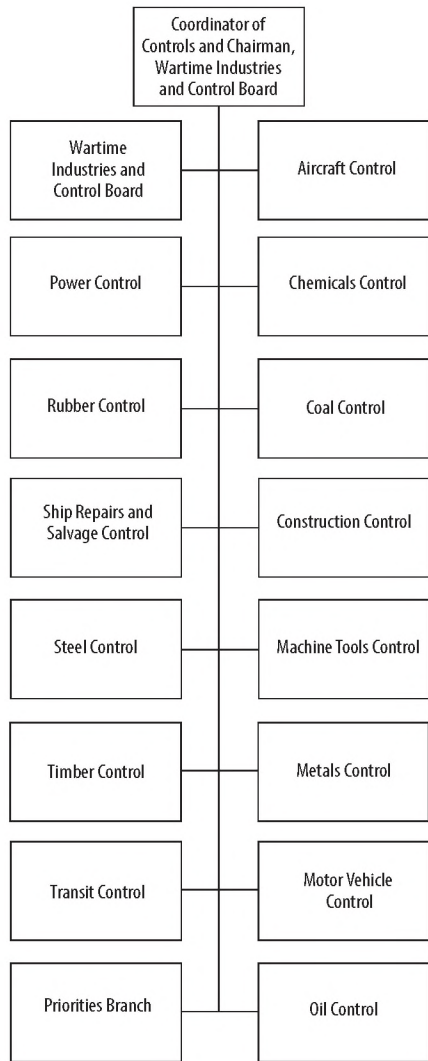 Coordinator of
Controls and Chairman,
Wartime Industries
and Control Board
Wartime
Industries and
Control Board
Aircraft Control
Power Control
Chemicals Control
Rubber Control
Coal Control
Ship Repairs and
Salvage Control
Construction Control
Steel Control
Machine Tools Control
Timber Control
Metals Control
Transit Control
Motor Vehicle
Control
Priorities Branch
Oil Control